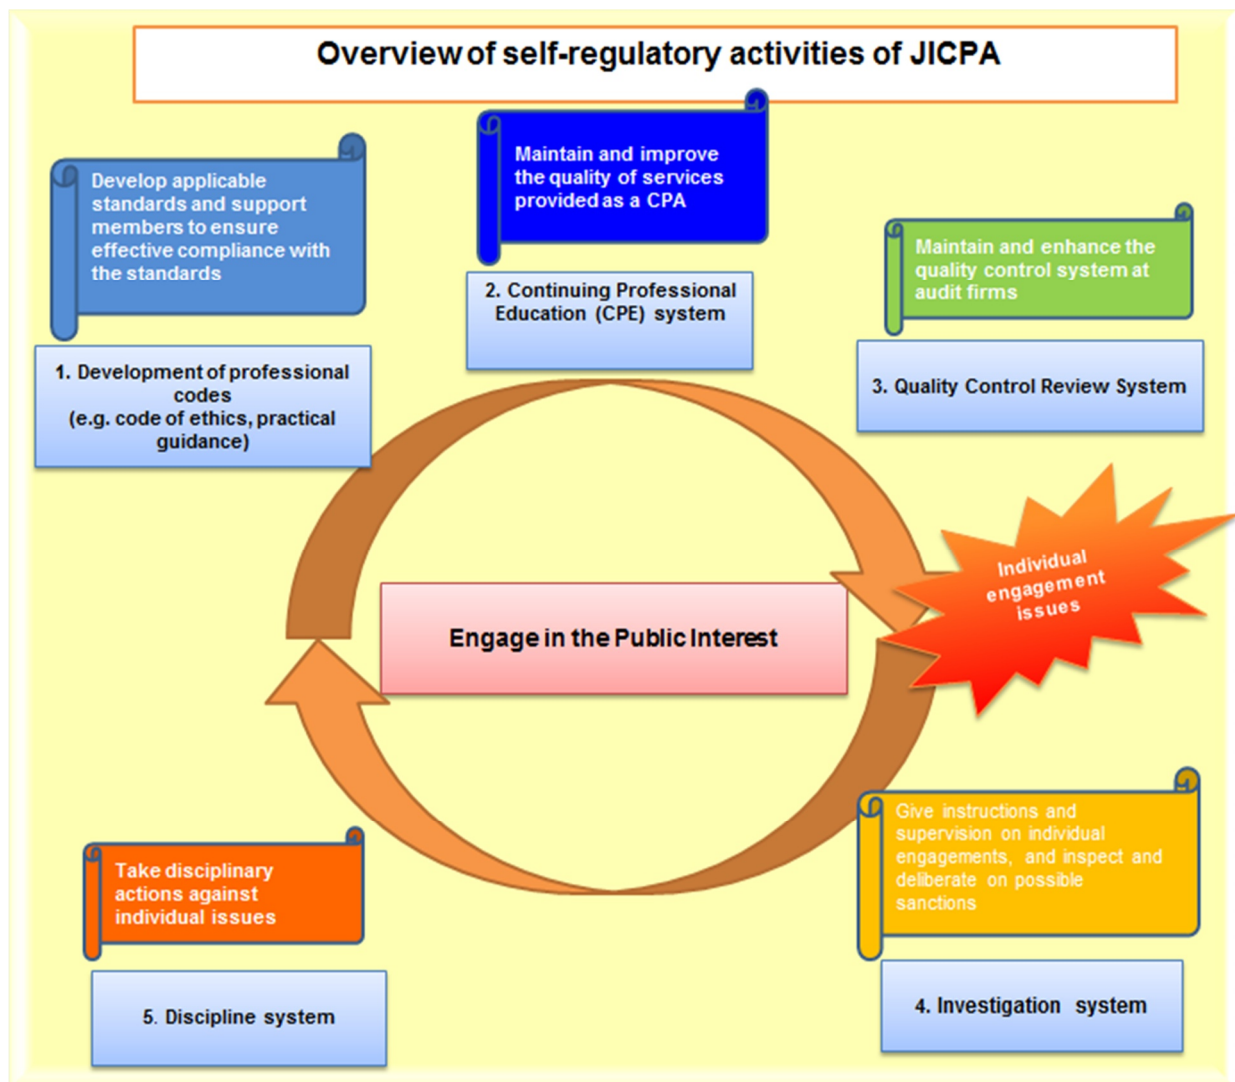 Overview of self-regulatory activities of JICPA
Develop applicable
standards and support
members to ensure
effective compliance with
the standards
1. Development of professional
codes
(e.g. code of ethics, practical
guidance)
Maintain and improve
the quality of services
provided as a CPA
2. Continuing Professional
Education (CPE) system
Maintain and enhance the
quality control system at
audit firms
3. Quality Control Review System
Individual
engagement
issues
Engage in the Public Interest
Give instructions and
supervision on individual
engagements, and inspect and
deliberate on possible
sanctions
4. Investigation system
Take disciplinary
actions against
individual issues
5. Discipline system